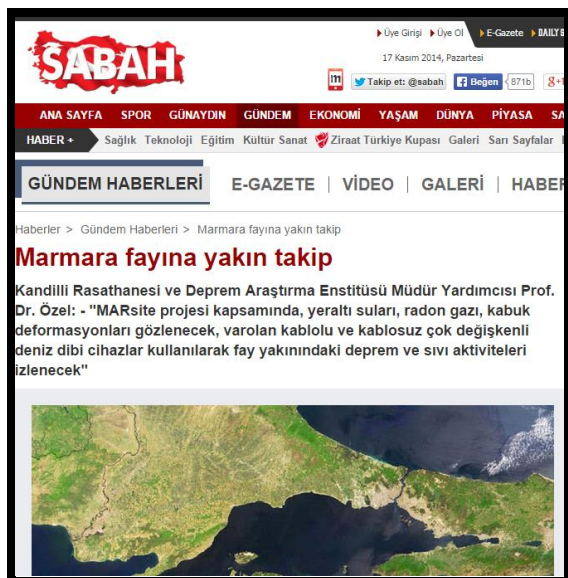 Üye Girişi Üye Ol E-Gazete DAILY S
SABAH
17 Kasım 2014, Pazartesi
m Takip et: @sabah Beğen 871b g+1
ANA SAYFA SPOR GÜNAYDIN GÜNDEM EKONOMİ YAŞAM DÜNYA PİYASA SA
HABER + Sağlık Teknoloji Eğitim Kültür Sanat Ziraat Türkiye Kupası Galeri Sarı Sayfalar
GÜNDEM HABERLERİ E-GAZETE | VİDEO | GALERİ | HABER
Haberler > Gündem Haberleri > Marmara fayına yakın takip
Marmara fayına yakın takip
Kandilli Rasathanesi ve Deprem Araştırma Enstitüsü Müdür Yardımcısı Prof.
Dr. Özel: - "MARsite projesi kapsamında, yeraltı suları, radon gazı, kabuk
deformasyonları gözlenecek, varolan kablolu ve kablosuz çok değişkenli
deniz dibi cihazlar kullanılarak fay yakınındaki deprem ve sıvı aktiviteleri
izlenecek"